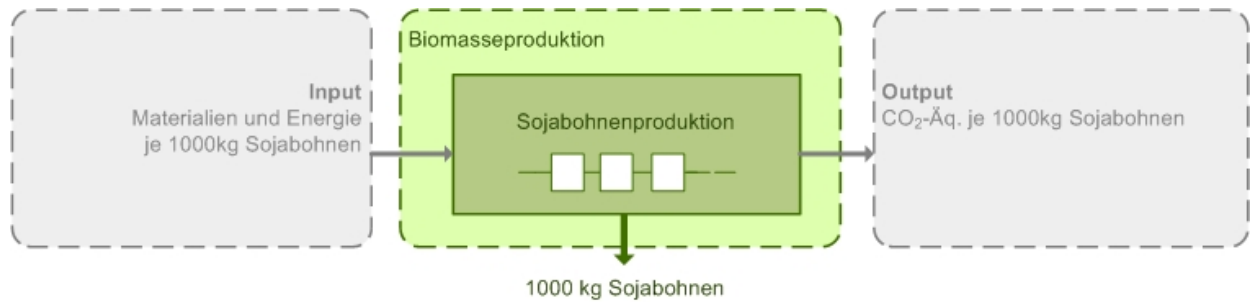 Biomasseproduktion
Input
Materialien und Energie
je 1000kg Sojabohnen
Sojabohnenproduktion
Output
CO₂-Äq. je 1000kg Sojabohnen
1000 kg Sojabohnen